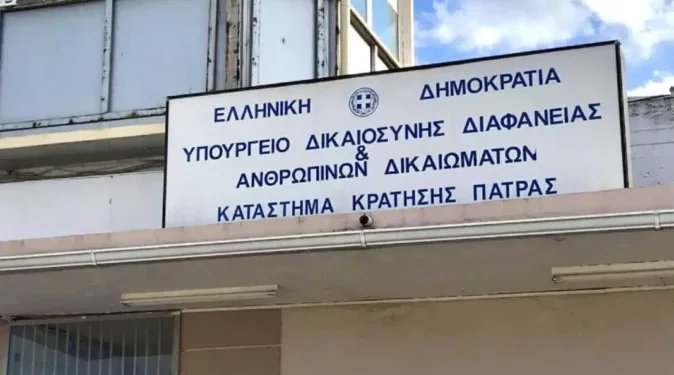 ΕΛΛΗΝΙΚΗ ΔΗΜΟΚΡΑΤΙΑ
ΥΠΟΥΡΓΕΙΟ ΔΙΚΑΙΟΣΥΝΗΣ ΔΙΑΦΑΝΕΙΑΣ
&
ΑΝΘΡΩΠΙΝΩΝ ΔΙΚΑΙΩΜΑΤΩΝ
ΚΑΤΑΣΤΗΜΑ ΚΡΑΤΗΣΗΣ ΠΑΤΡΑΣ